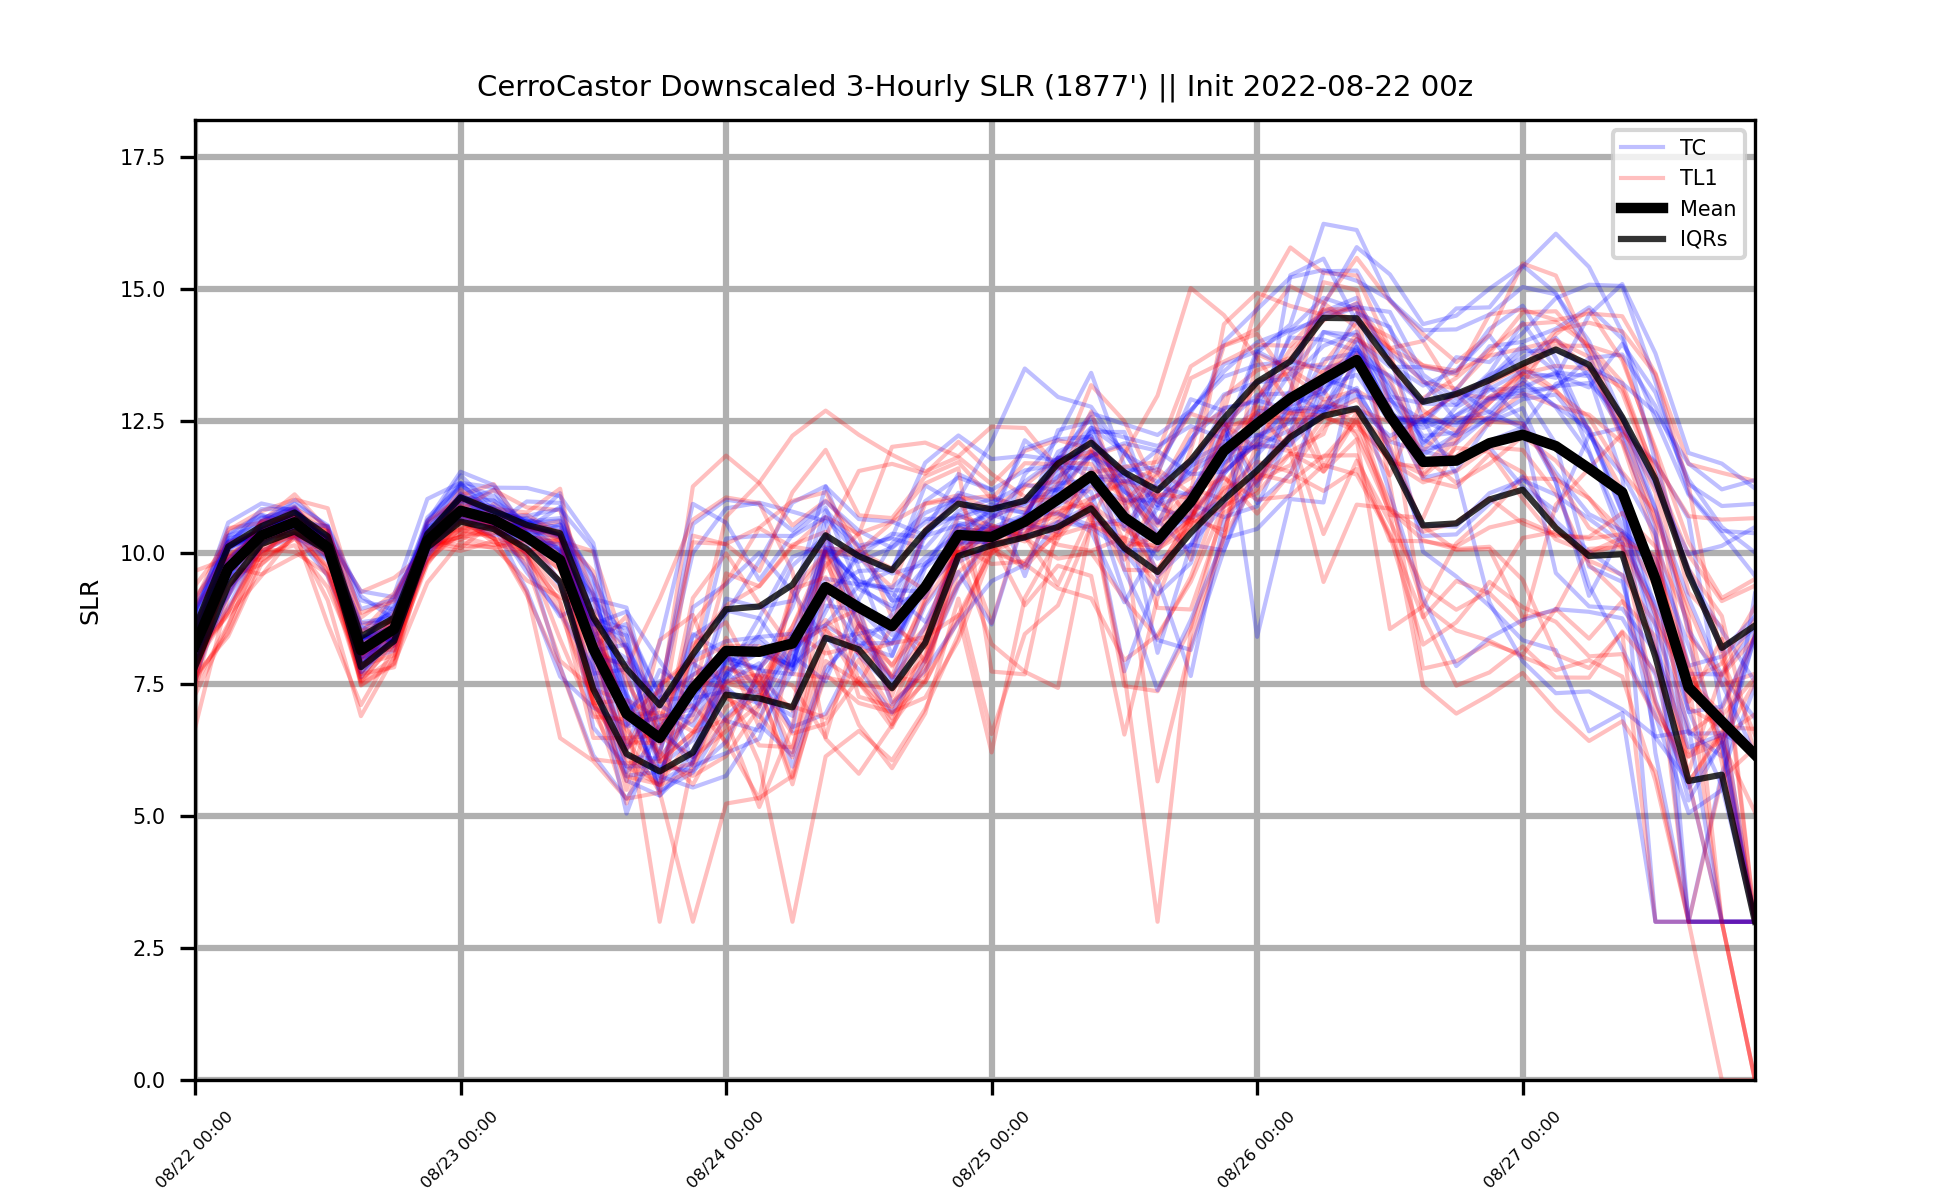 CerroCastor Downscaled 3-Hourly SLR (1877') || Init 2022-08-22 00z
TC
TL1
Mean
IQRs
SLR
17.5
15.0
12.5
10.0
7.5
5.0
2.5
0.0
08/22 00:00
08/23 00:00
08/24 00:00
08/25 00:00
08/26 00:00
08/27 00:00